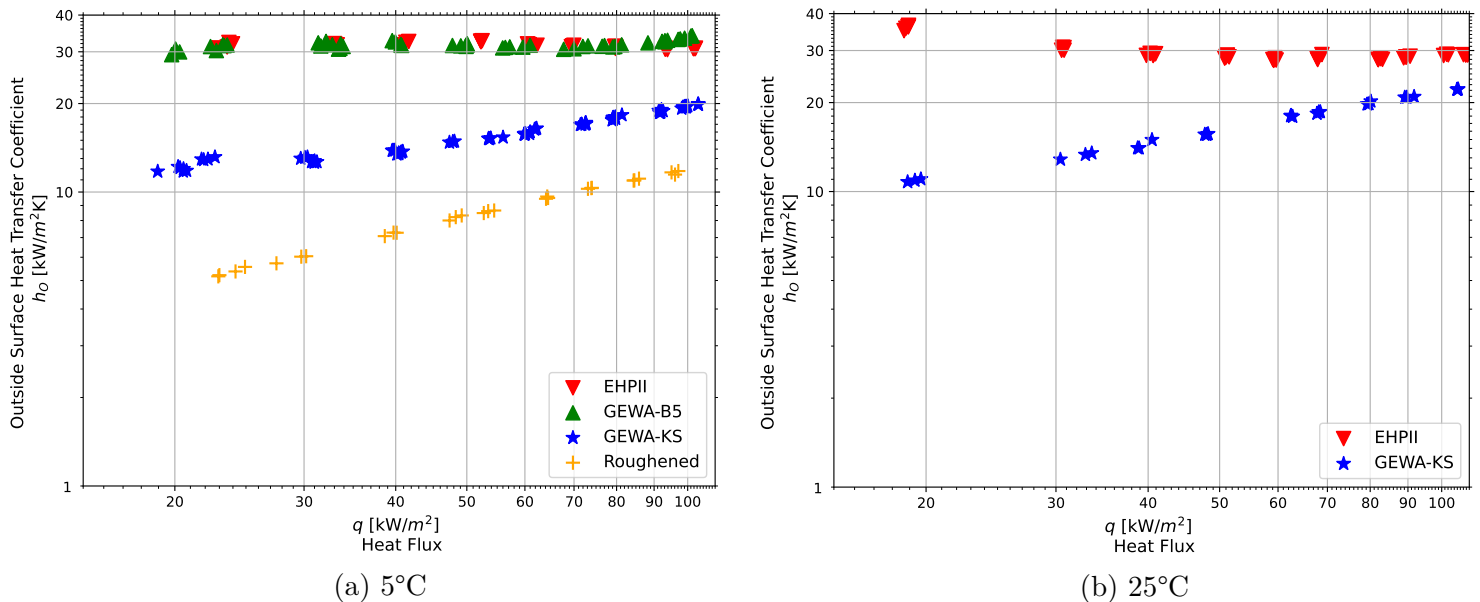 Outside Surface Heat Transfer Coefficient
h_O [kW/m²K]
40
30
20
10
1
20 30 40 50 60 70 80 90 100
q [kW/m²]
Heat Flux
EHPII
GEWA-B5
GEWA-KS
Roughened
(a) 5°C
Outside Surface Heat Transfer Coefficient
h_O [kW/m²K]
40
30
20
10
1
20 30 40 50 60 70 80 90 100
q [kW/m²]
Heat Flux
EHPII
GEWA-KS
(b) 25°C